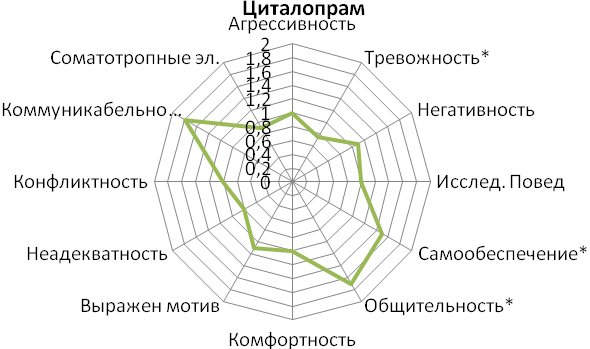 Циталопрам
Агрессивность
Тревожность*
Негативность
Исслед. Повед
Самообеспечение*
Общительность*
Комфортность
Выражен мотив
Неадекватность
Конфликтность
Коммуникабельно...
Соматотропные эл.
2
1,8
1,6
1,4
1,2
1
0,8
0,6
0,4
0,2
0